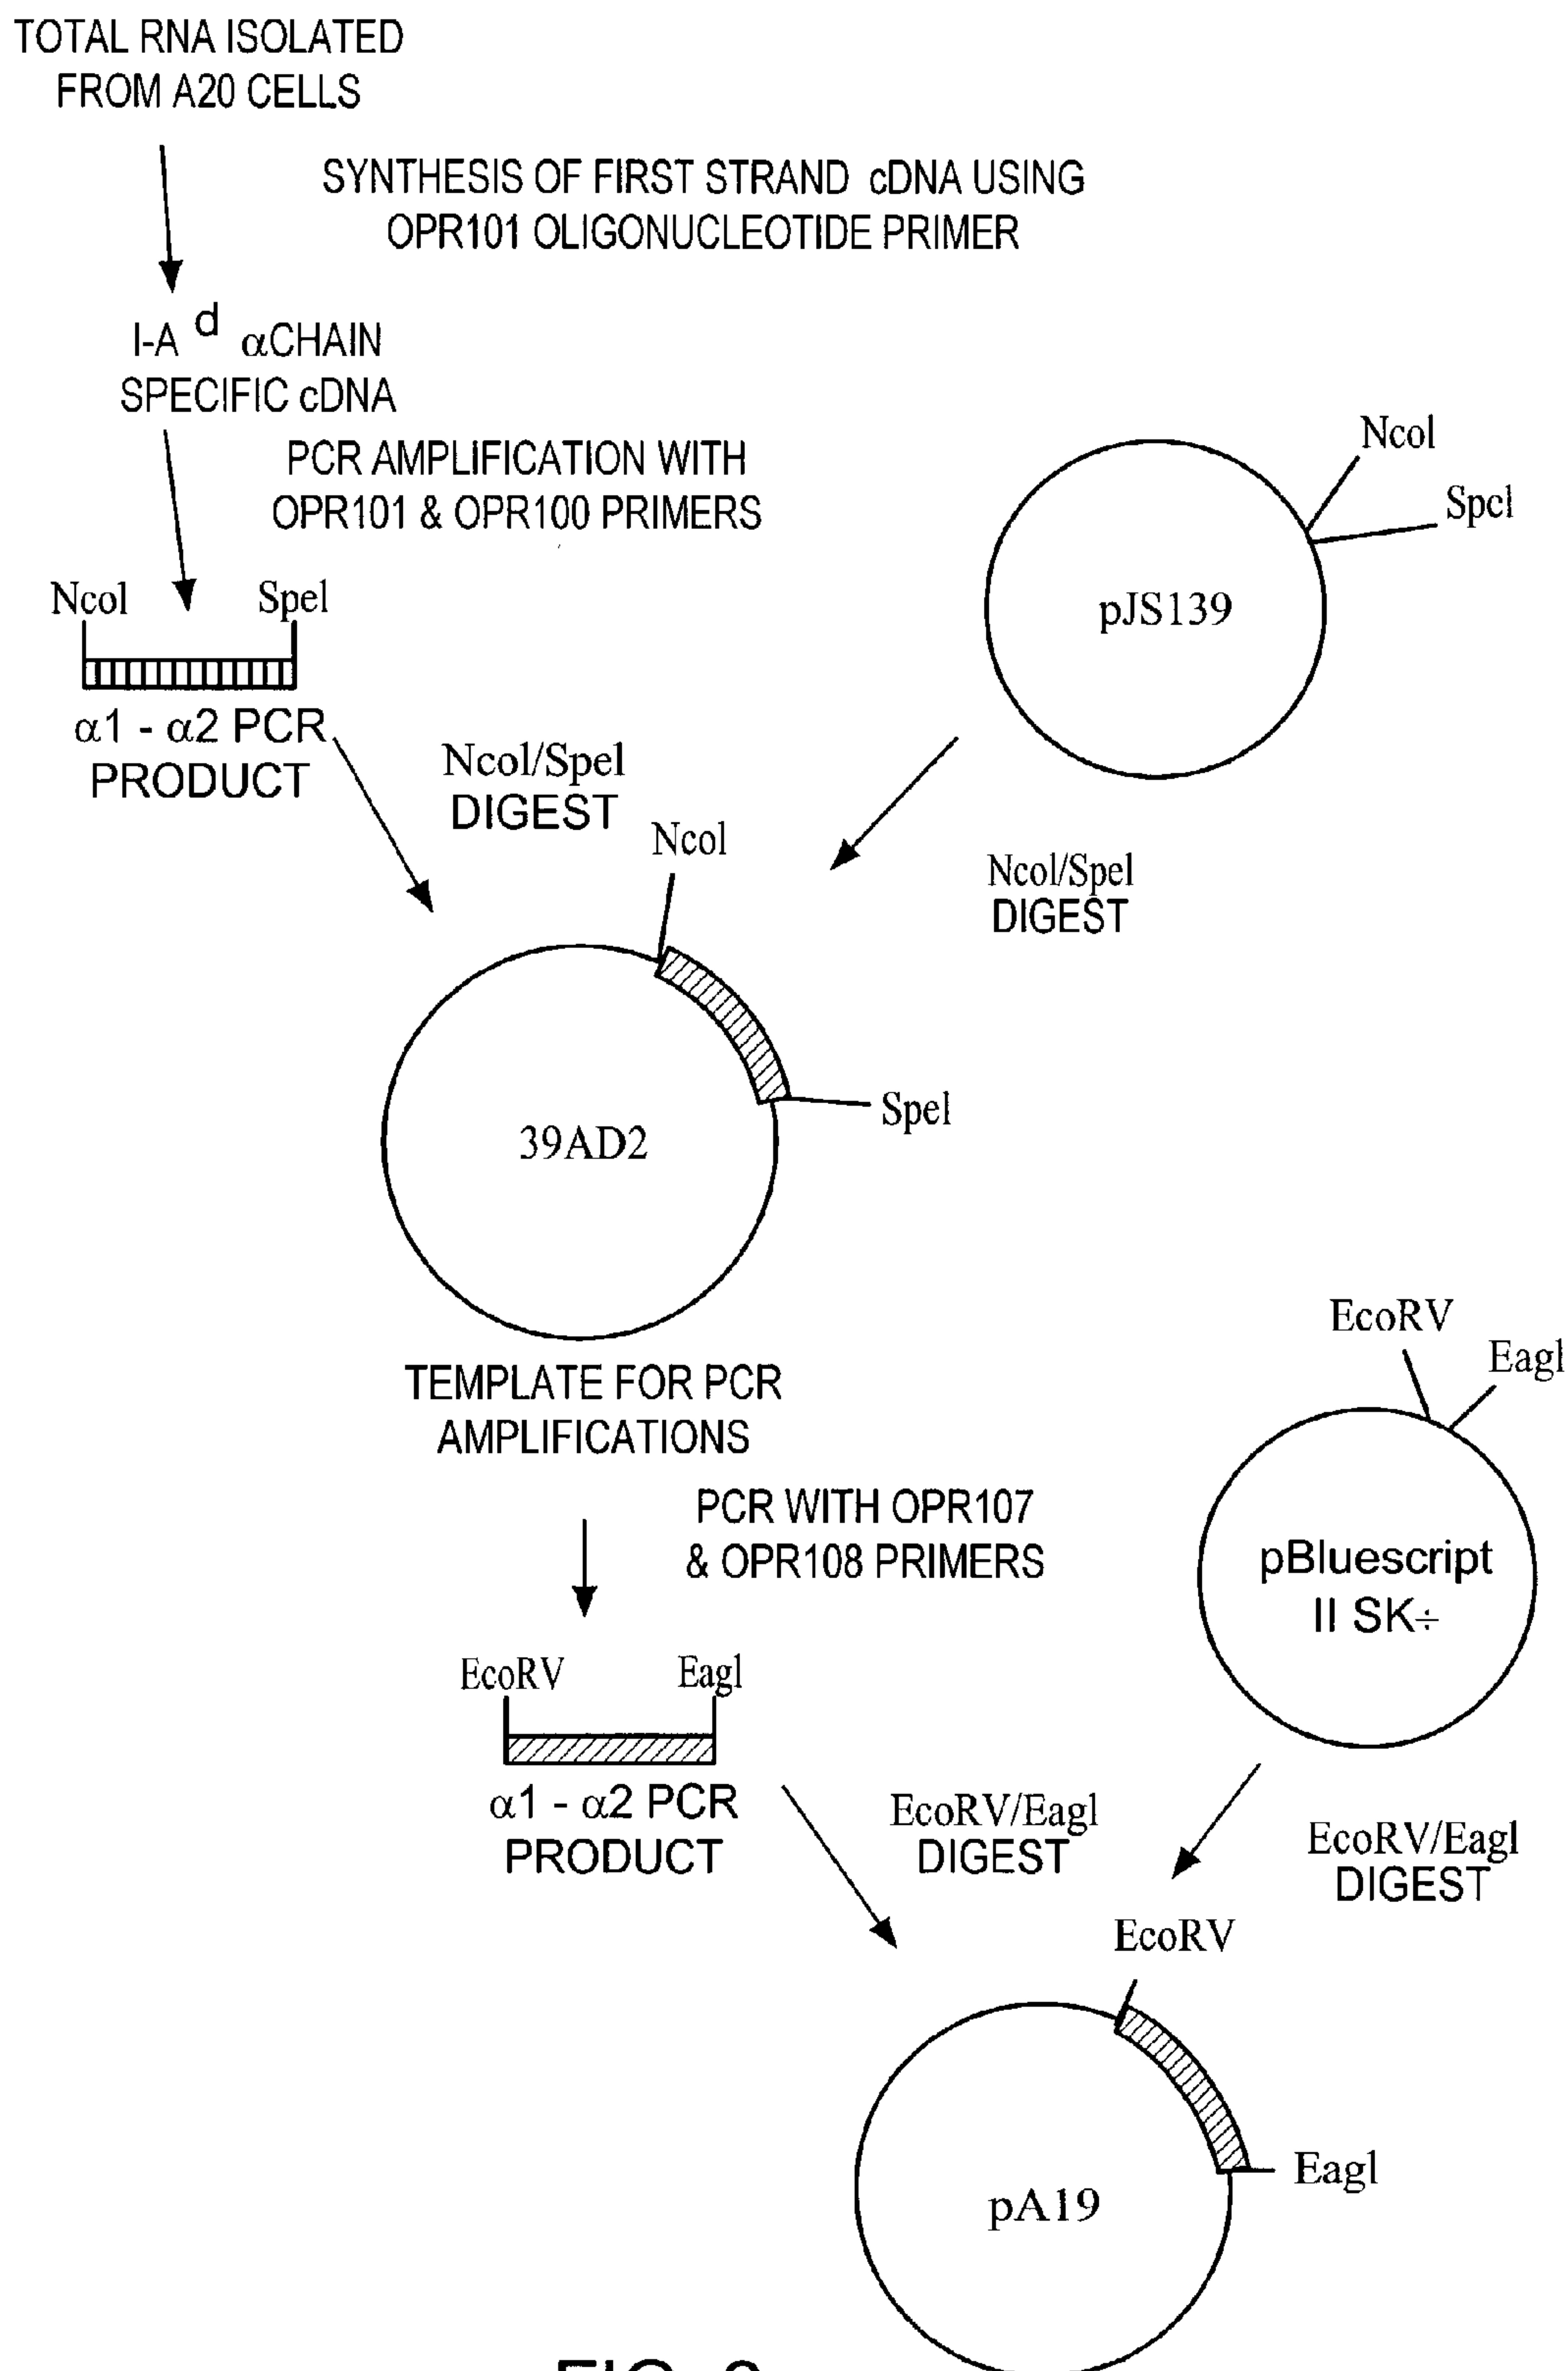 TOTAL RNA ISOLATED
FROM A20 CELLS
SYNTHESIS OF FIRST STRAND cDNA USING
OPR101 OLIGONUCLEOTIDE PRIMER
I-A d αCHAIN
SPECIFIC cDNA
PCR AMPLIFICATION WITH
OPR101 & OPR100 PRIMERS
NcoI
SpcI
pJS139
NcoI SpeI
α1 - α2 PCR
PRODUCT
NcoI/SpeI
DIGEST
NcoI/SpeI
DIGEST
NcoI
SpeI
39AD2
TEMPLATE FOR PCR
AMPLIFICATIONS
PCR WITH OPR107
& OPR108 PRIMERS
EcoRV
EagI
pBluescript
II SK÷
EcoRV EagI
α1 - α2 PCR
PRODUCT
EcoRV/EagI
DIGEST
EcoRV/EagI
DIGEST
EcoRV
EagI
pA19